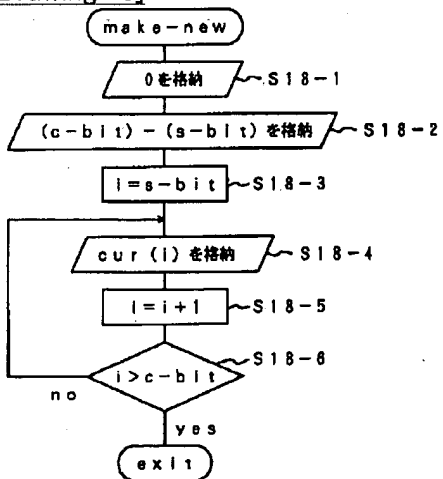 make-new
0を格納 S18-1
(c-bit)-(s-bit)を格納 S18-2
i=s-bit S18-3
cur(i)を格納 S18-4
i=i+1 S18-5
i>c-bit S18-6
no
yes
exit